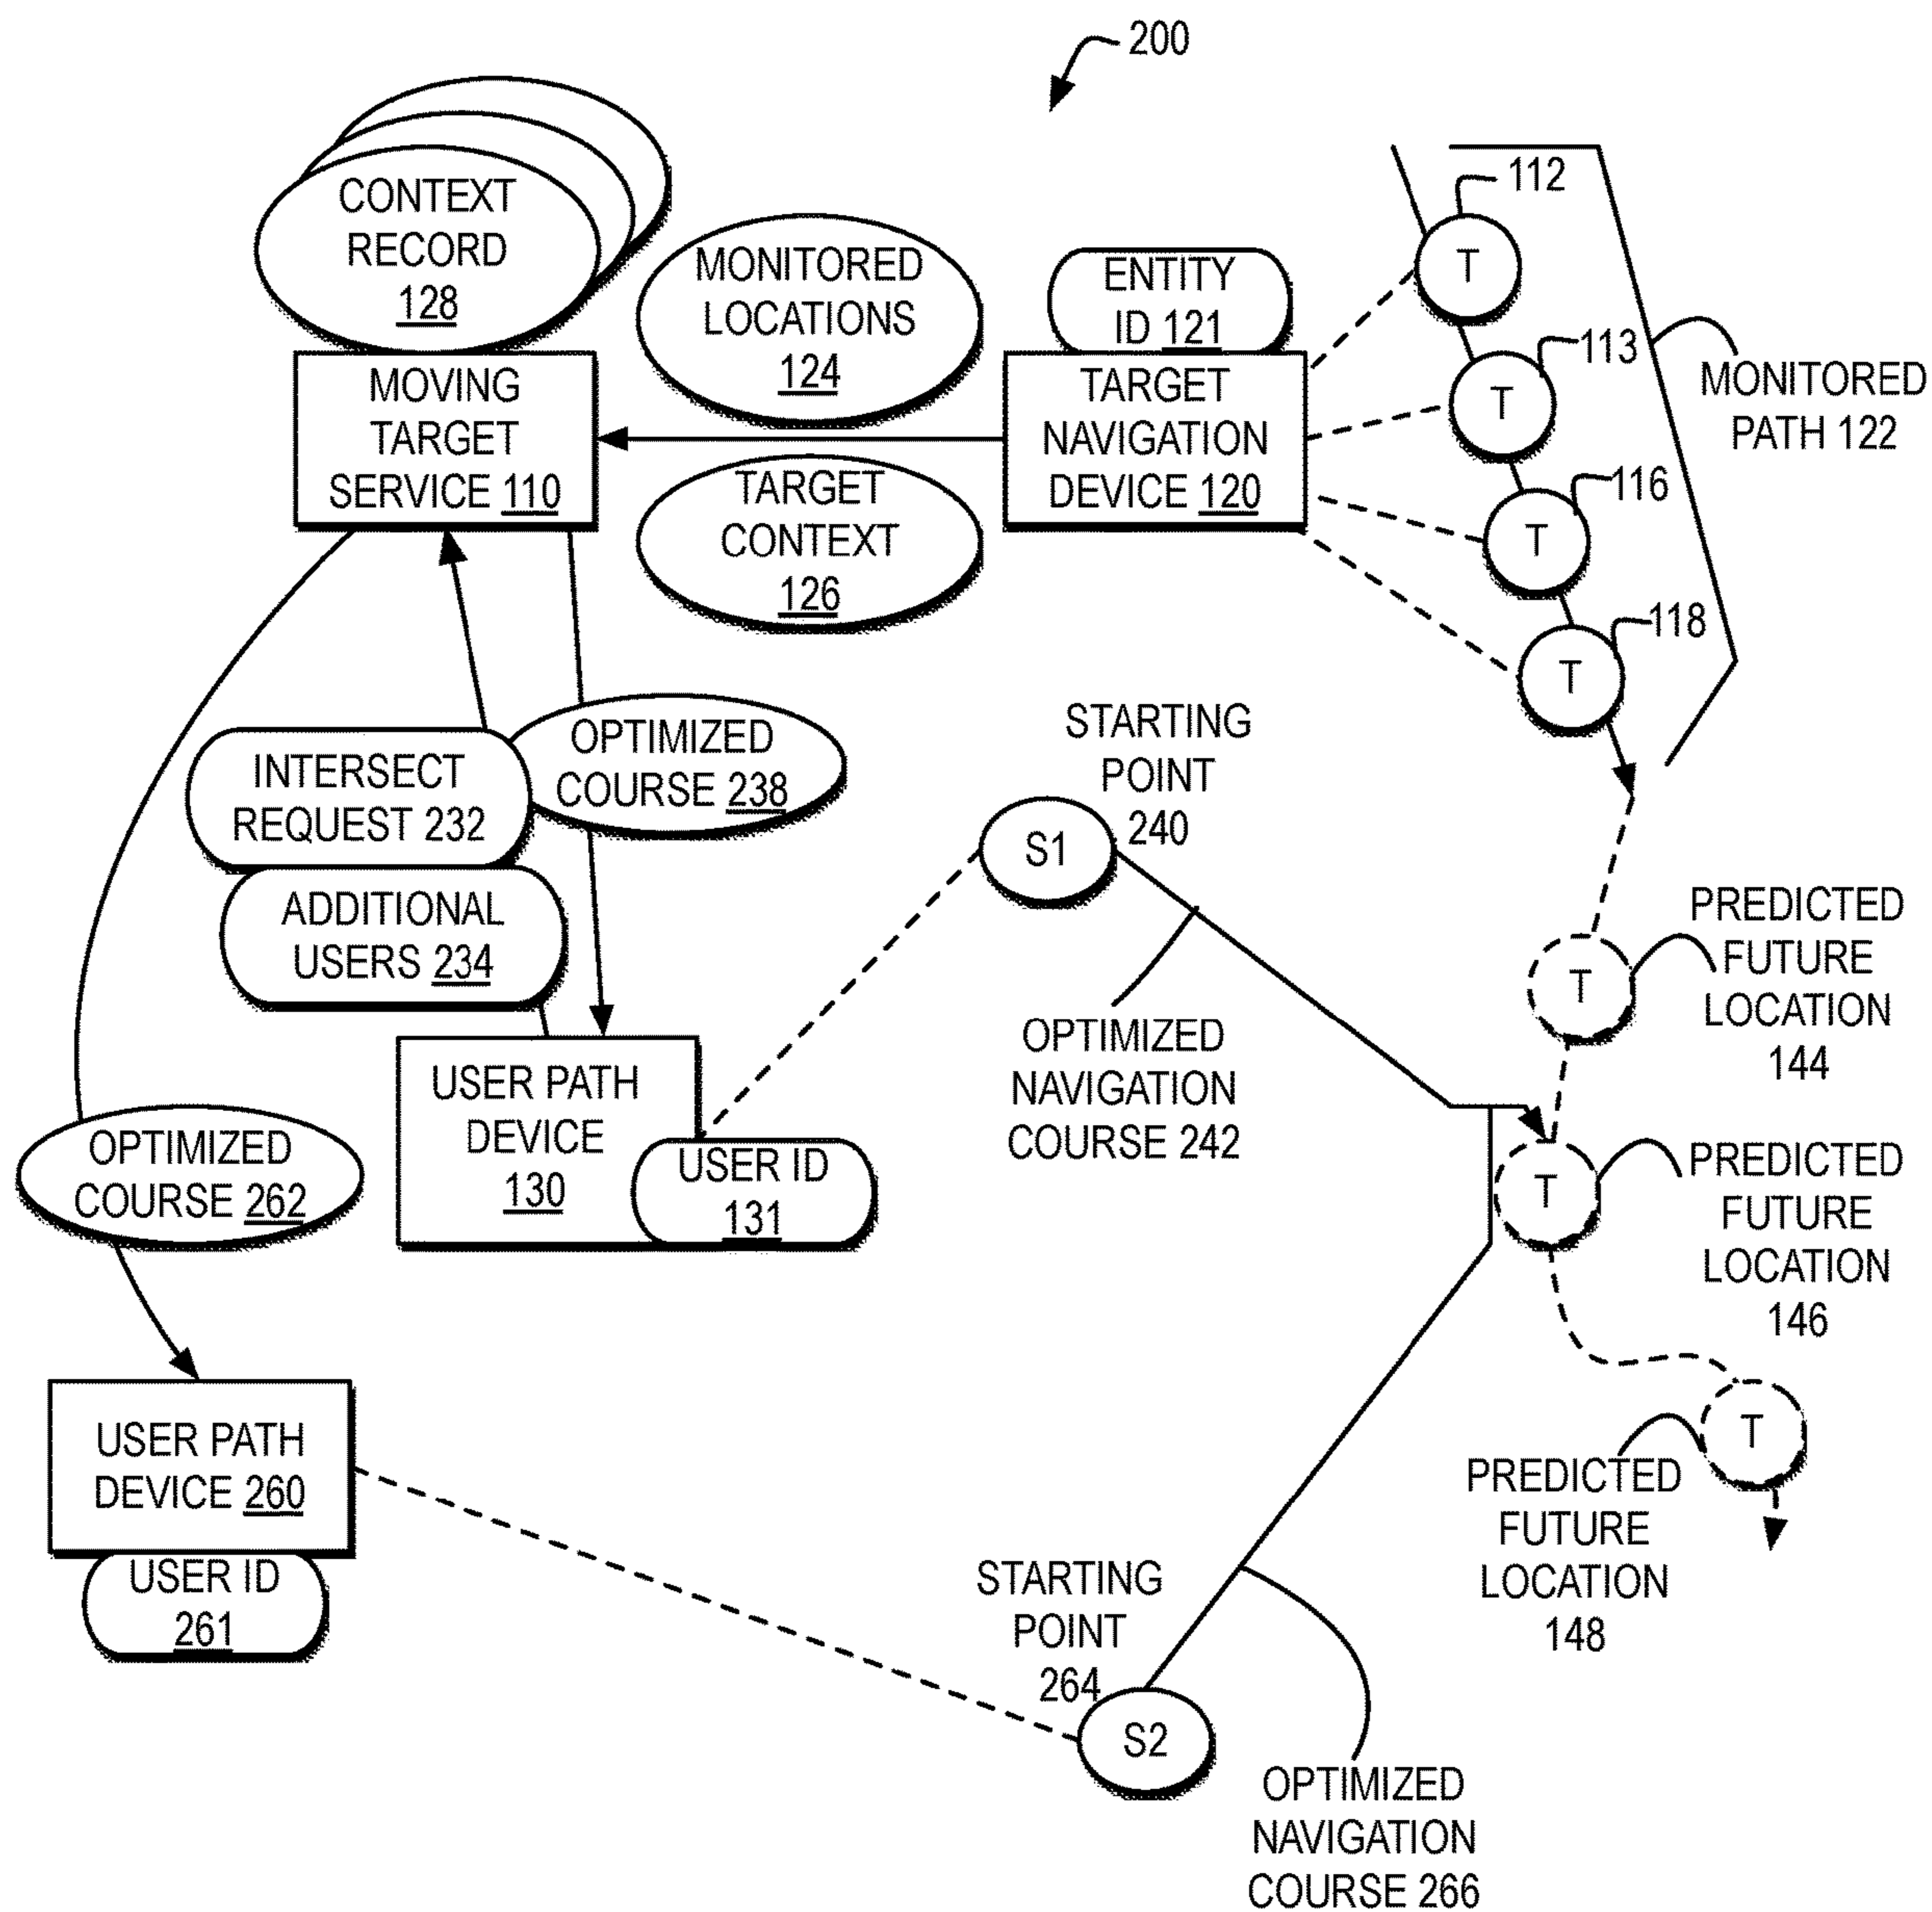 200
CONTEXT
RECORD
128
MONITORED
LOCATIONS
124
ENTITY
ID 121
112
T
113
T
MONITORED
PATH 122
MOVING
TARGET
SERVICE 110
TARGET
NAVIGATION
DEVICE 120
TARGET
CONTEXT
126
116
T
118
T
INTERSECT
REQUEST 232
OPTIMIZED
COURSE 238
ADDITIONAL
USERS 234
STARTING
POINT
240
S1
PREDICTED
FUTURE
LOCATION
144
T
OPTIMIZED
NAVIGATION
COURSE 242
USER PATH
DEVICE
130
USER ID
131
OPTIMIZED
COURSE 262
T
PREDICTED
FUTURE
LOCATION
146
USER PATH
DEVICE 260
USER ID
261
T
PREDICTED
FUTURE
LOCATION
148
STARTING
POINT
264
S2
OPTIMIZED
NAVIGATION
COURSE 266